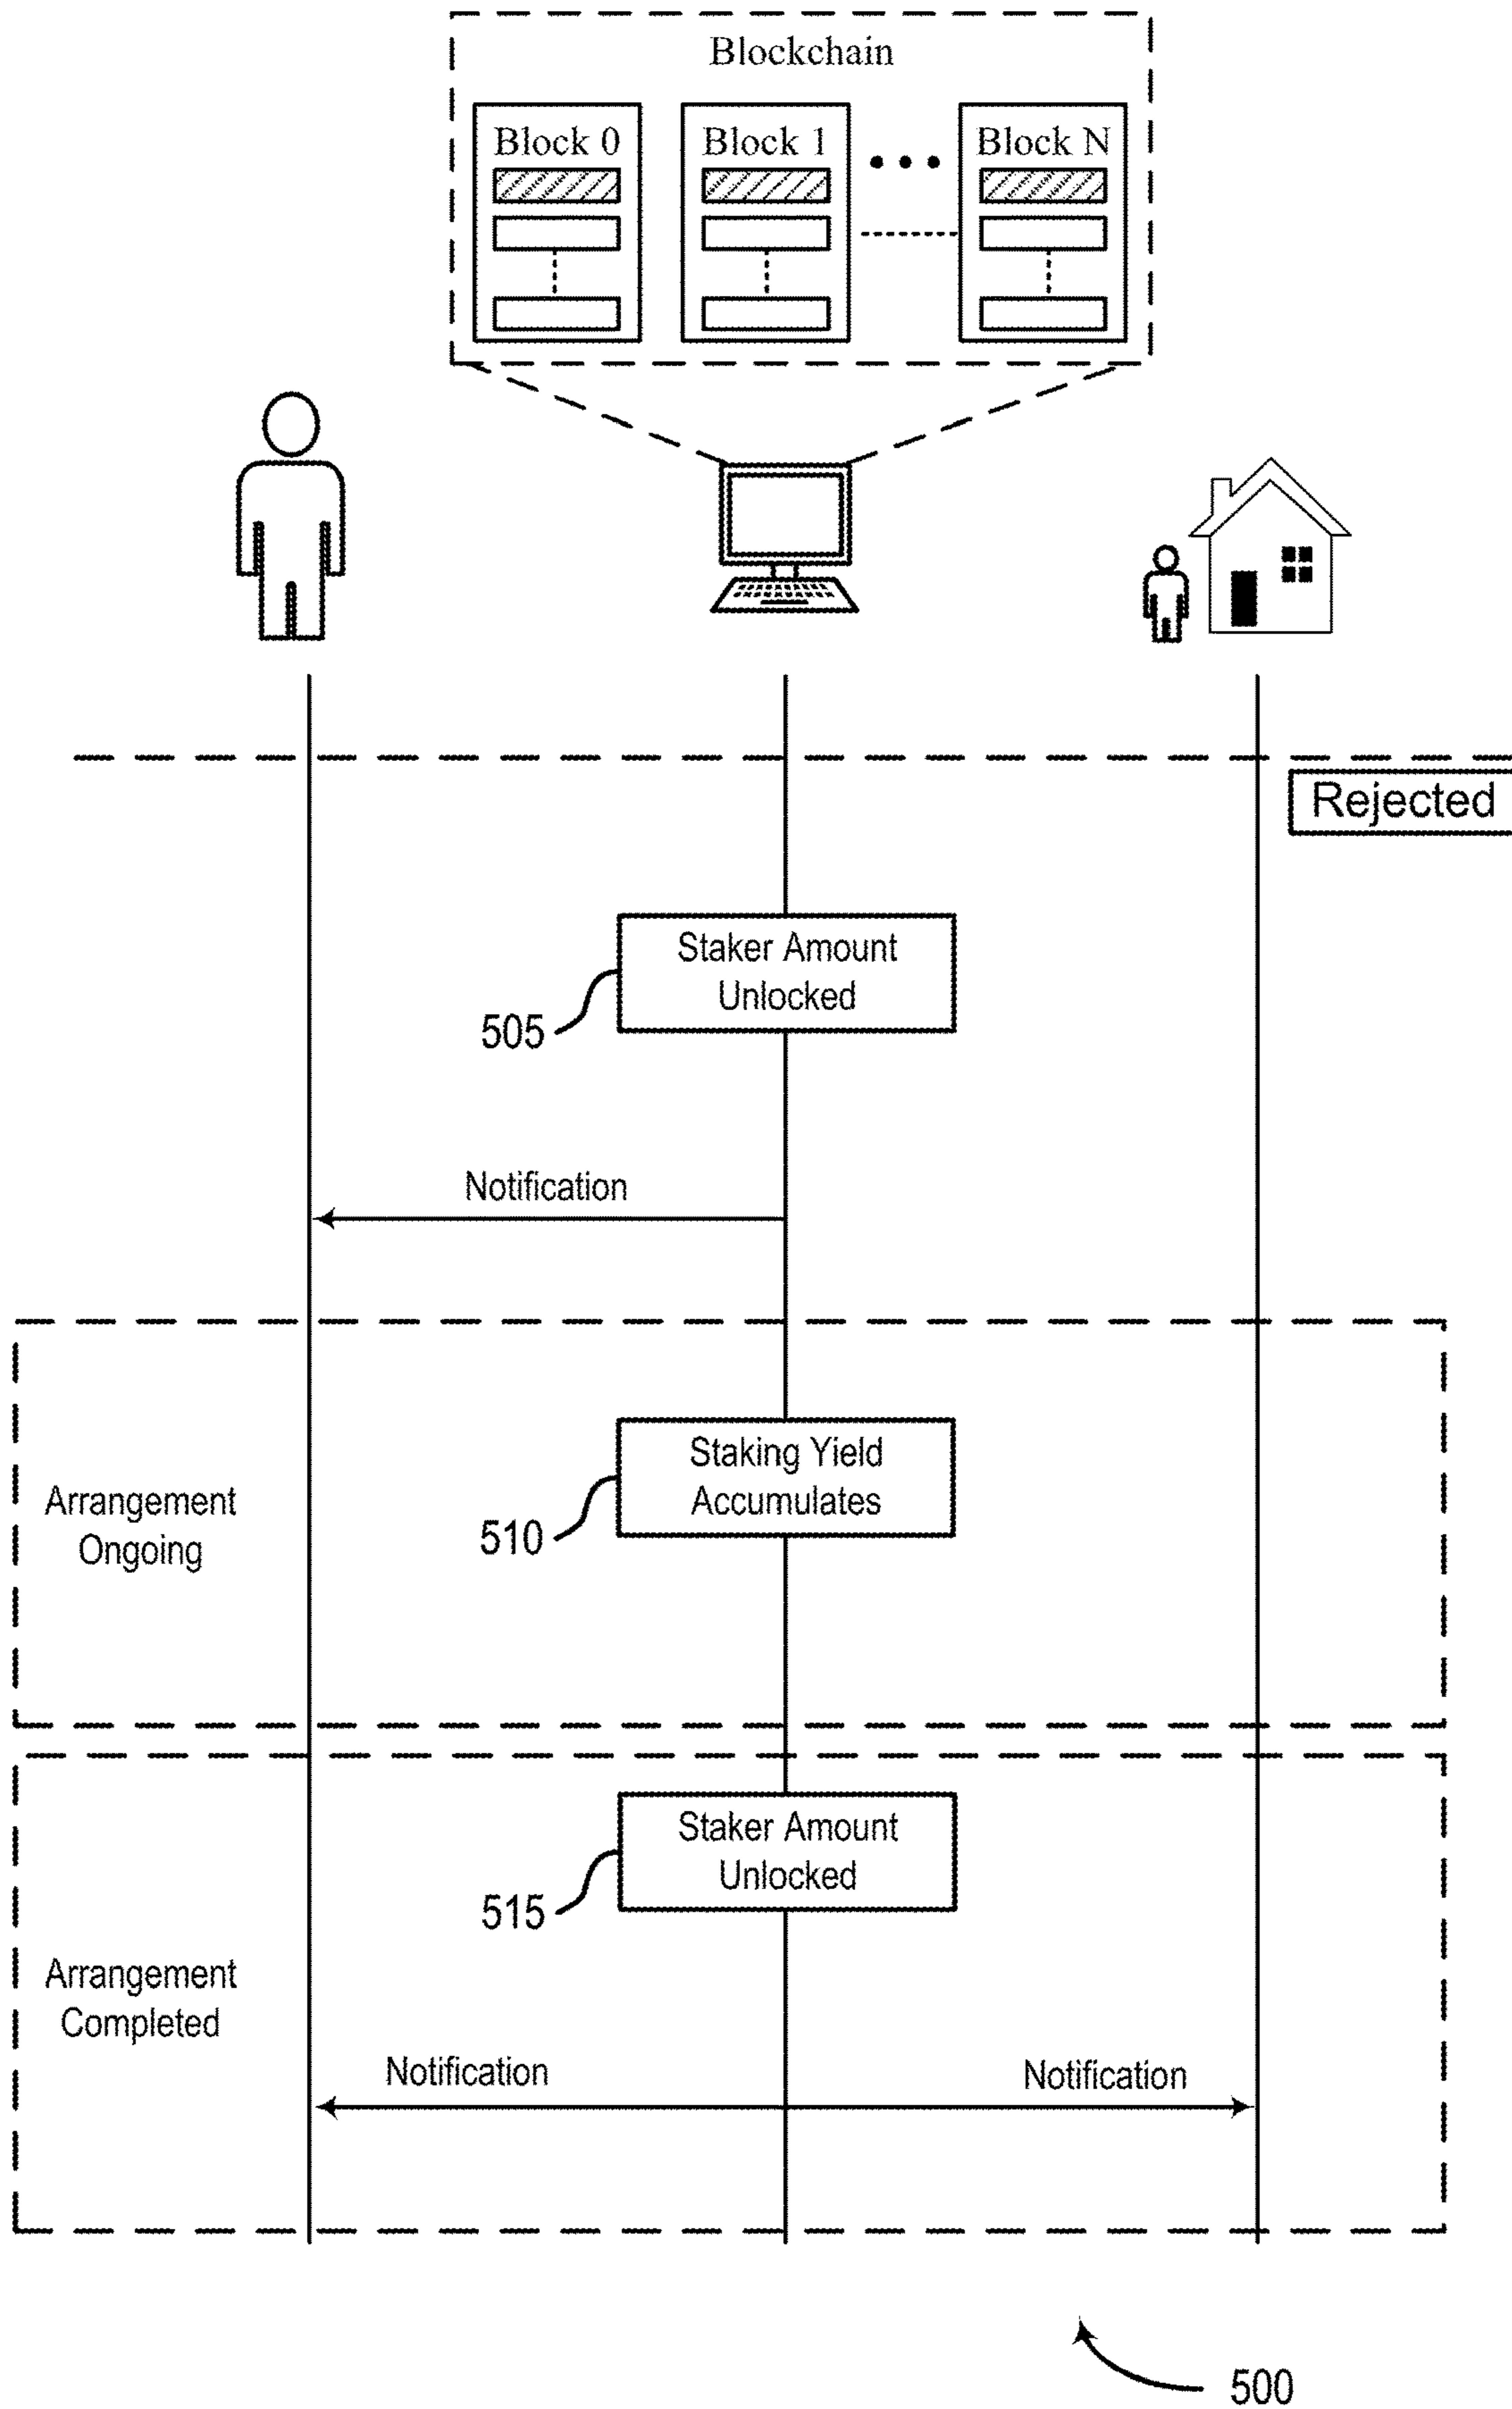 Blockchain
Block 0
Block 1
Block N
Rejected
Staker Amount
Unlocked
505
Notification
Staking Yield
Accumulates
510
Arrangement
Ongoing
Staker Amount
Unlocked
515
Arrangement
Completed
Notification
Notification
500